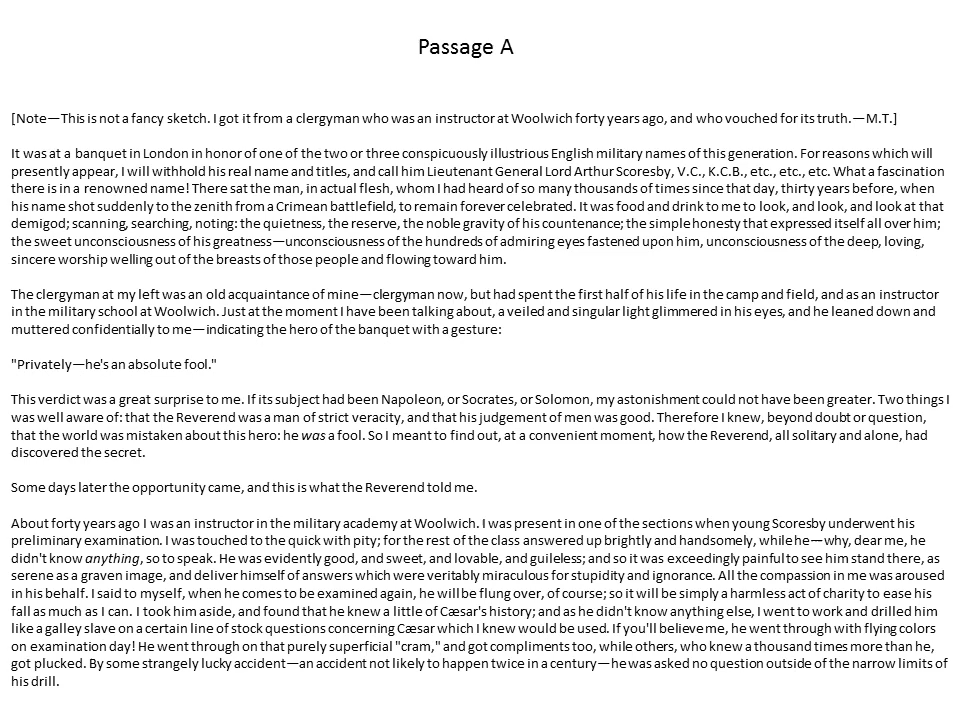 Passage A
[Note—This is not a fancy sketch. I got it from a clergyman who was an instructor at Woolwich forty years ago, and who vouched for its truth.—M.T.]
It was at a banquet in London in honor of one of the two or three conspicuously illustrious English military names of this generation. For reasons which will
presently appear, I will withhold his real name and titles, and call him Lieutenant General Lord Arthur Scoresby, V.C., K.C.B., etc., etc., etc. What a fascination
there is in a renowned name! There sat the man, in actual flesh, whom I had heard of so many thousands of times since that day, thirty years before, when
his name shot suddenly to the zenith from a Crimean battlefield, to remain forever celebrated. It was food and drink to me to look, and look, and look at that
demigod; scanning, searching, noting: the quietness, the reserve, the noble gravity of his countenance; the simple honesty that expressed itself all over him;
the sweet unconsciousness of his greatness—unconsciousness of the hundreds of admiring eyes fastened upon him, unconsciousness of the deep, loving,
sincere worship welling out of the breasts of those people and flowing toward him.
The clergyman at my left was an old acquaintance of mine—clergyman now, but had spent the first half of his life in the camp and field, and as an instructor
in the military school at Woolwich. Just at the moment I have been talking about, a veiled and singular light glimmered in his eyes, and he leaned down and
muttered confidentially to me—indicating the hero of the banquet with a gesture:
"Privately—he's an absolute fool."
This verdict was a great surprise to me. If its subject had been Napoleon, or Socrates, or Solomon, my astonishment could not have been greater. Two things I
was well aware of: that the Reverend was a man of strict veracity, and that his judgement of men was good. Therefore I knew, beyond doubt or question,
that the world was mistaken about this hero: he was a fool. So I meant to find out, at a convenient moment, how the Reverend, all solitary and alone, had
discovered the secret.
Some days later the opportunity came, and this is what the Reverend told me.
About forty years ago I was an instructor in the military academy at Woolwich. I was present in one of the sections when young Scoresby underwent his
preliminary examination. I was touched to the quick with pity; for the rest of the class answered up brightly and handsomely, while he—why, dear me, he
didn't know anything, so to speak. He was evidently good, and sweet, and lovable, and guileless; and so it was exceedingly painful to see him stand there, as
serene as a graven image, and deliver himself of answers which were veritably miraculous for stupidity and ignorance. All the compassion in me was aroused
in his behalf. I said to myself, when he comes to be examined again, he will be flung over, of course; so it will be simply a harmless act of charity to ease his
fall as much as I can. I took him aside, and found that he knew a little of Cæsar's history; and as he didn't know anything else, I went to work and drilled him
like a galley slave on a certain line of stock questions concerning Cæsar which I knew would be used. If you'll believe me, he went through with flying colors
on examination day! He went through on that purely superficial "cram," and got compliments too, while others, who knew a thousand times more than he,
got plucked. By some strangely lucky accident—an accident not likely to happen twice in a century—he was asked no question outside of the narrow limits of
his drill.